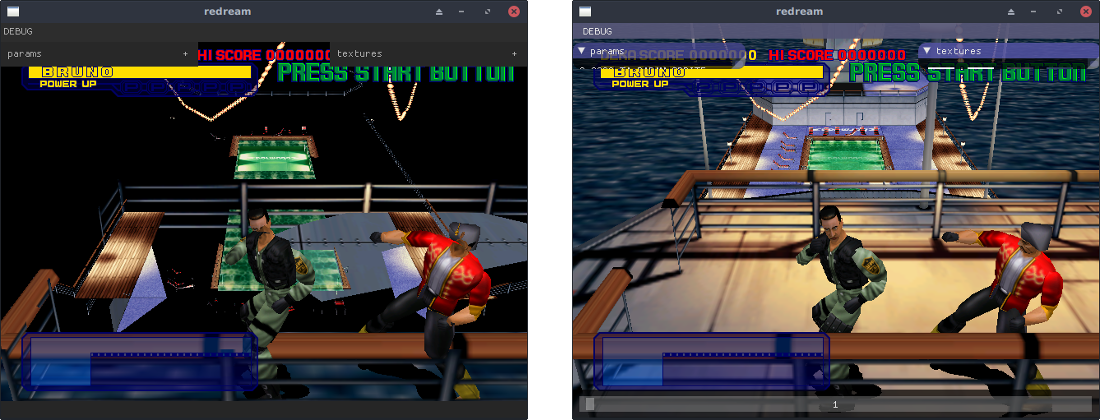 redream
DEBUG
params + HI SCORE 0000000 textures +
BRUNO PRESS START BUTTON
POWER UP
redream
DEBUG
params 0 HI SCORE 0000000 textures
BRUNO PRESS START BUTTON
POWER UP
1